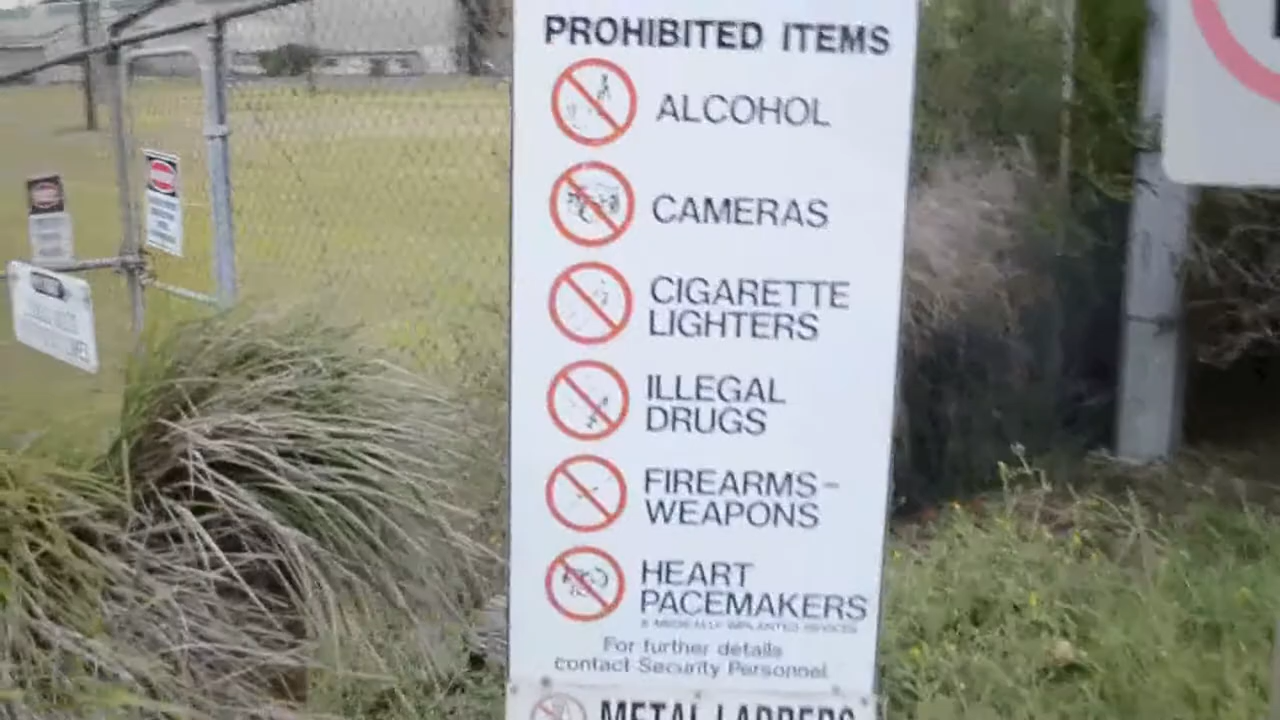 PROHIBITED ITEMS
ALCOHOL
CAMERAS
CIGARETTE
LIGHTERS
ILLEGAL
DRUGS
FIREARMS-
WEAPONS
HEART
PACEMAKERS
& MEDICALLY IMPLANTED DEVICES
For further details
contact Security Personnel
METAL LADDERS